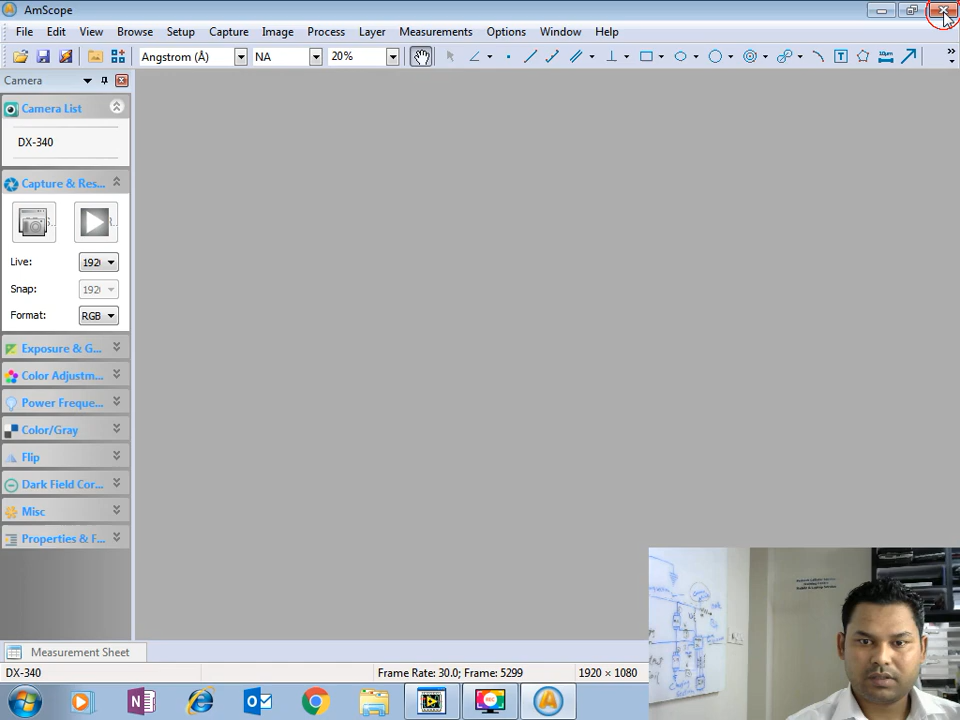 AmScope
File Edit View Browse Setup Capture Image Process Layer Measurements Options Window Help
Angstrom (Å) NA 20%
Camera
Camera List
DX-340
Capture & Res...
Live: 192
Snap: 192
Format: RGB
Exposure & G...
Color Adjustm...
Power Freque...
Color/Gray
Flip
Dark Field Cor...
Misc
Properties & F...
Measurement Sheet
DX-340 Frame Rate: 30.0; Frame: 5299 1920 × 1080